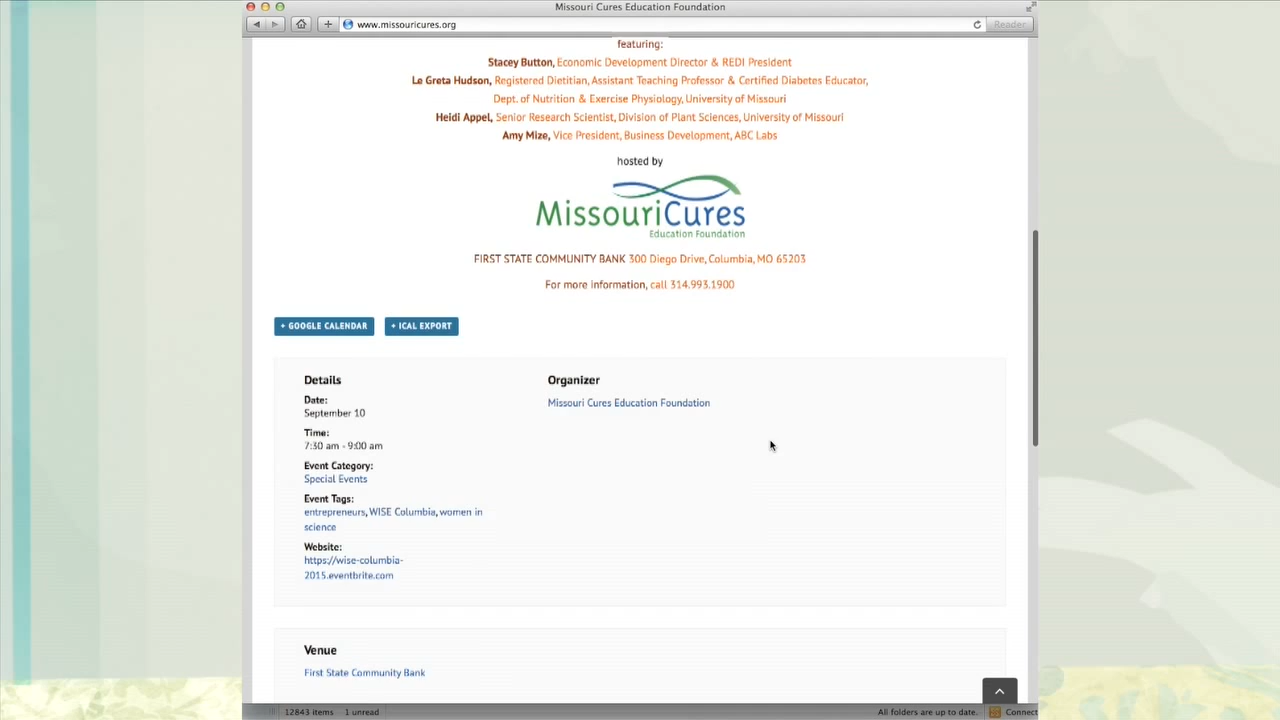 Missouri Cures Education Foundation
www.missouricures.org
Reader
featuring:
Stacey Button, Economic Development Director & REDI President
Le Greta Hudson, Registered Dietitian, Assistant Teaching Professor & Certified Diabetes Educator,
Dept. of Nutrition & Exercise Physiology, University of Missouri
Heidi Appel, Senior Research Scientist, Division of Plant Sciences, University of Missouri
Amy Mize, Vice President, Business Development, ABC Labs
hosted by
MissouriCures
Education Foundation
FIRST STATE COMMUNITY BANK 300 Diego Drive, Columbia, MO 65203
For more information, call 314.993.1900
+ GOOGLE CALENDAR + ICAL EXPORT
Details
Date:
September 10
Time:
7:30 am - 9:00 am
Event Category:
Special Events
Event Tags:
entrepreneurs, WISE Columbia, women in
science
Website:
https://wise-columbia-
2015.eventbrite.com
Organizer
Missouri Cures Education Foundation
Venue
First State Community Bank
12843 items 1 unread
All folders are up to date. Connect